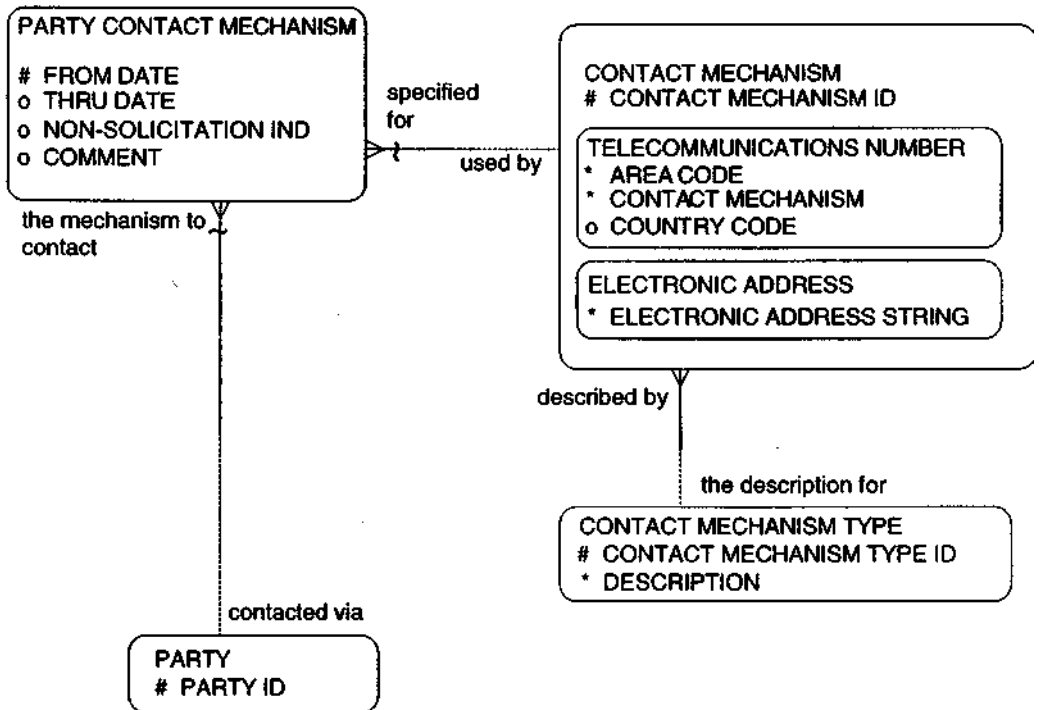 PARTY CONTACT MECHANISM
# FROM DATE
o THRU DATE
o NON-SOLICITATION IND
o COMMENT
specified
for
used by
CONTACT MECHANISM
# CONTACT MECHANISM ID
TELECOMMUNICATIONS NUMBER
* AREA CODE
* CONTACT MECHANISM
o COUNTRY CODE
ELECTRONIC ADDRESS
* ELECTRONIC ADDRESS STRING
the mechanism to
contact
described by
the description for
CONTACT MECHANISM TYPE
# CONTACT MECHANISM TYPE ID
* DESCRIPTION
contacted via
PARTY
# PARTY ID